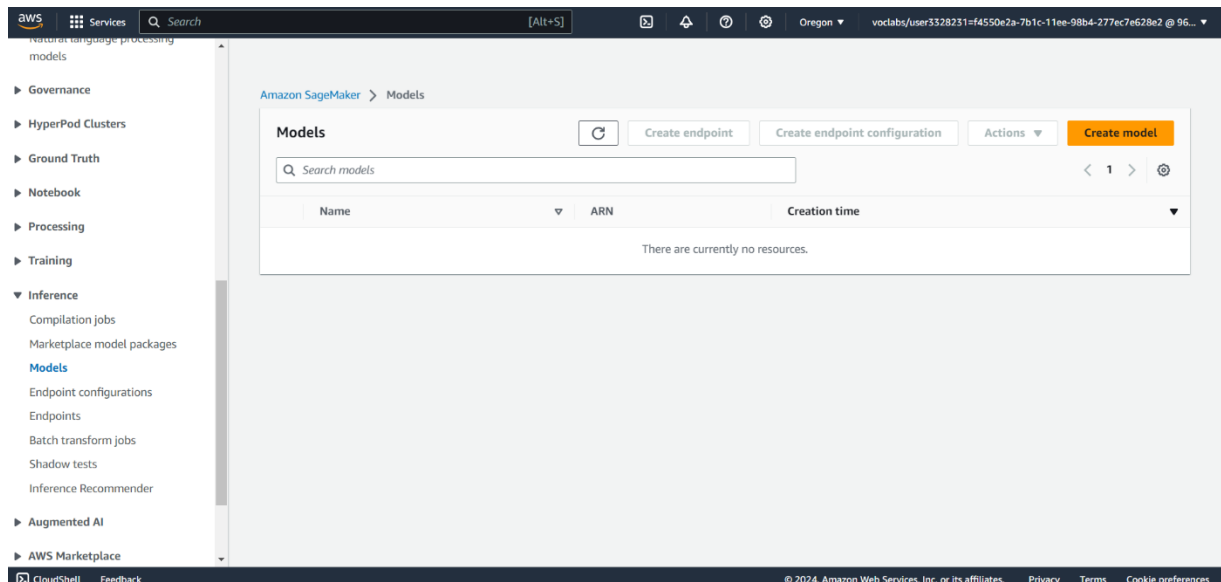 aws Services Search [Alt+S] Oregon voclabs/user3328231=f4550e2a-7b1c-11ee-98b4-277ec7e628e2 @ 96...
Natural language processing
models
Governance
HyperPod Clusters
Ground Truth
Notebook
Processing
Training
Inference
Compilation jobs
Marketplace model packages
Models
Endpoint configurations
Endpoints
Batch transform jobs
Shadow tests
Inference Recommender
Augmented AI
AWS Marketplace
Amazon SageMaker > Models
Models Create endpoint Create endpoint configuration Actions Create model
Search models < 1 >
Name ARN Creation time
There are currently no resources.
CloudShell Feedback © 2024, Amazon Web Services, Inc. or its affiliates. Privacy Terms Cookie preferences